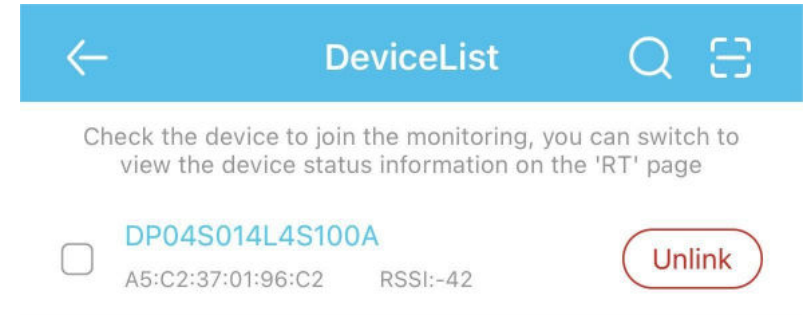 DeviceList
Check the device to join the monitoring, you can switch to
view the device status information on the 'RT' page
DP04S014L4S100A
Unlink
A5:C2:37:01:96:C2 RSSI:-42